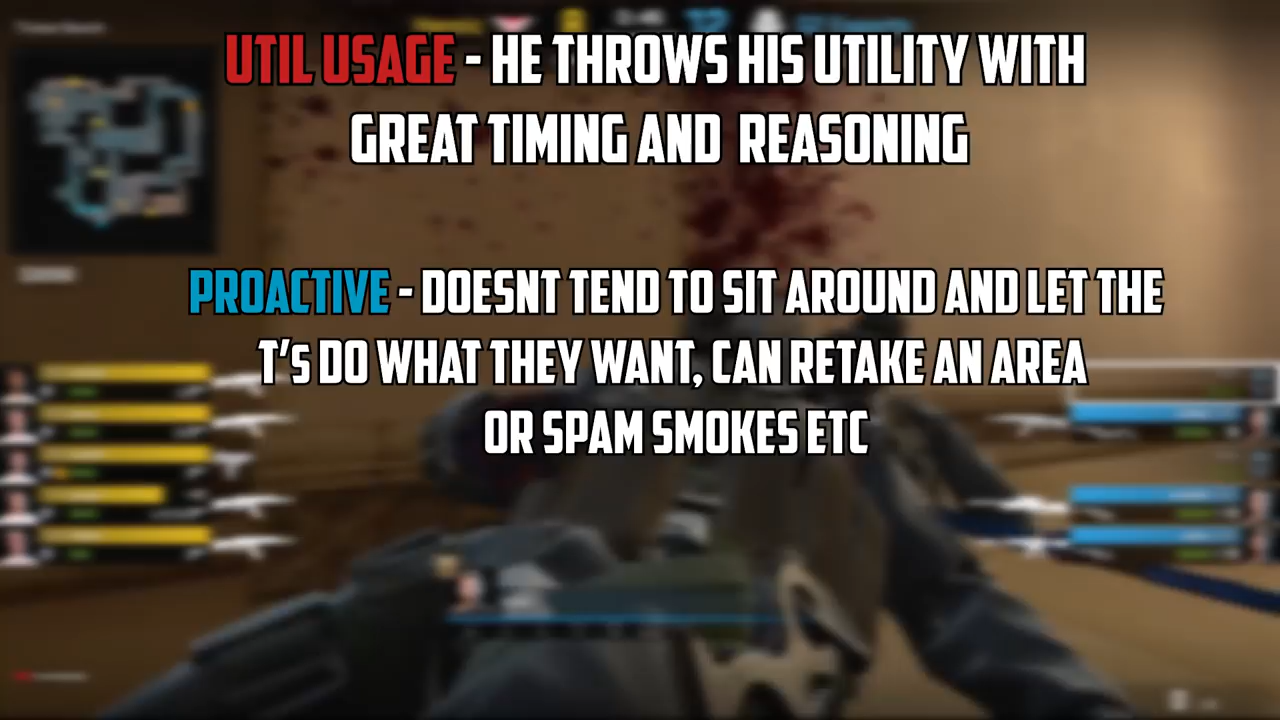 UTIL USAGE - HE THROWS HIS UTILITY WITH
GREAT TIMING AND REASONING
PROACTIVE - DOESNT TEND TO SIT AROUND AND LET THE
T's DO WHAT THEY WANT, CAN RETAKE AN AREA
OR SPAM SMOKES ETC